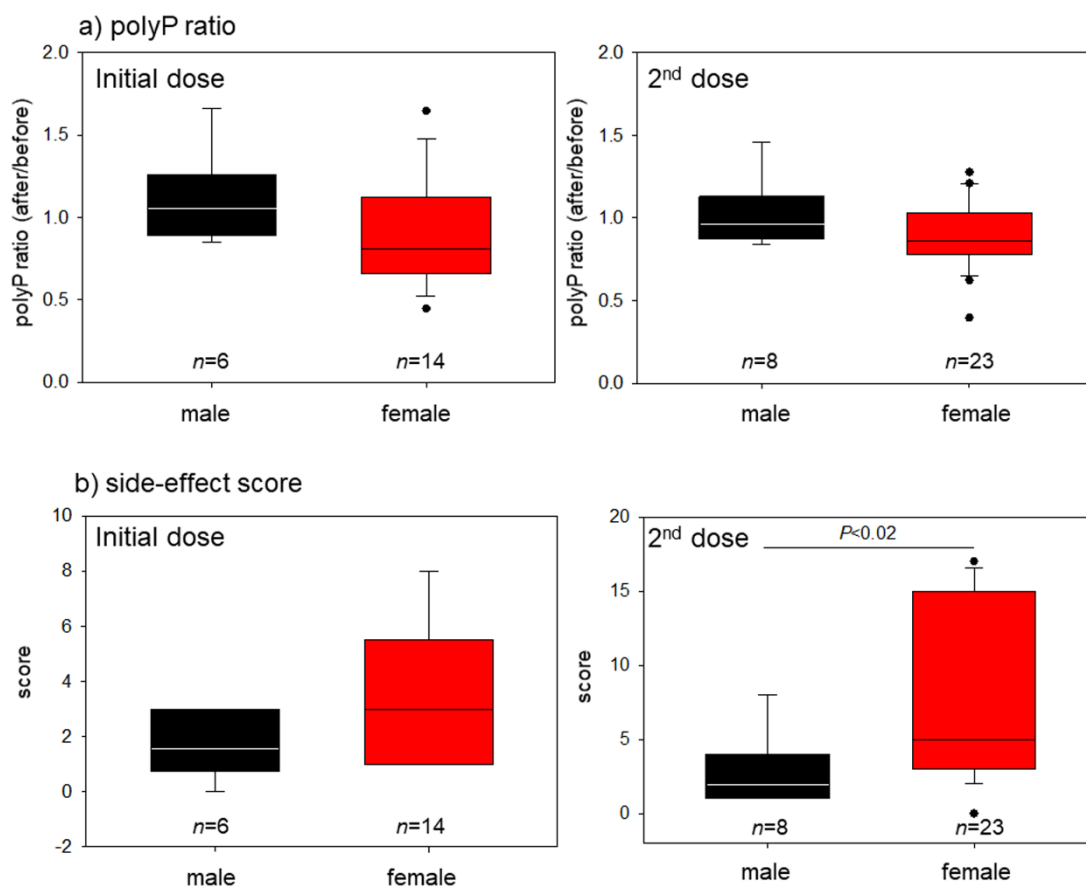 a) polyP ratio
Initial dose
polyP ratio (after/before)
2.0
1.5
1.0
0.5
0.0
n=6
n=14
male
female
2nd dose
polyP ratio (after/before)
2.0
1.5
1.0
0.5
0.0
n=8
n=23
male
female
b) side-effect score
Initial dose
score
10
8
6
4
2
0
-2
n=6
n=14
male
female
2nd dose
P<0.02
score
20
15
10
5
0
n=8
n=23
male
female